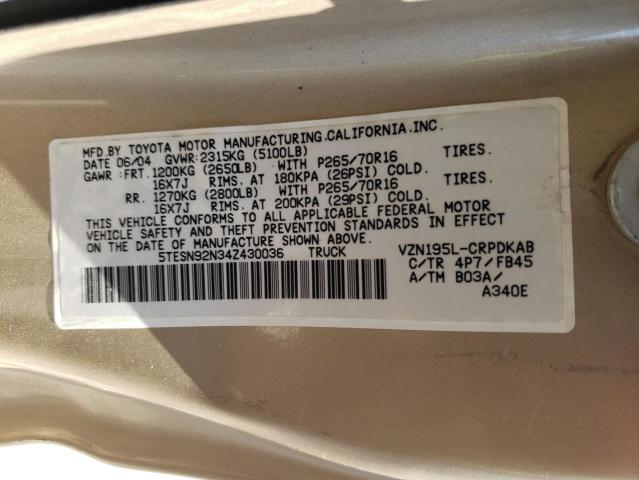 MFD.BY TOYOTA MOTOR MANUFACTURING.CALIFORNIA.INC.
DATE 06/04 GVWR:2315KG (5100LB)
GAWR:FRT.1200KG (2650LB) WITH P265/70R16 TIRES.
16X7J RIMS. AT 180KPA (26PSI) COLD.
RR. 1270KG (2800LB) WITH P265/70R16 TIRES.
16X7J RIMS. AT 200KPA (29PSI) COLD.
THIS VEHICLE CONFORMS TO ALL APPLICABLE FEDERAL MOTOR
VEHICLE SAFETY AND THEFT PREVENTION STANDARDS IN EFFECT
ON THE DATE OF MANUFACTURE SHOWN ABOVE.
5TESN92N34Z430036 TRUCK
VZN195L-CRPDKAB
C/TR 4P7/FB45
A/TM B03A/
A340E